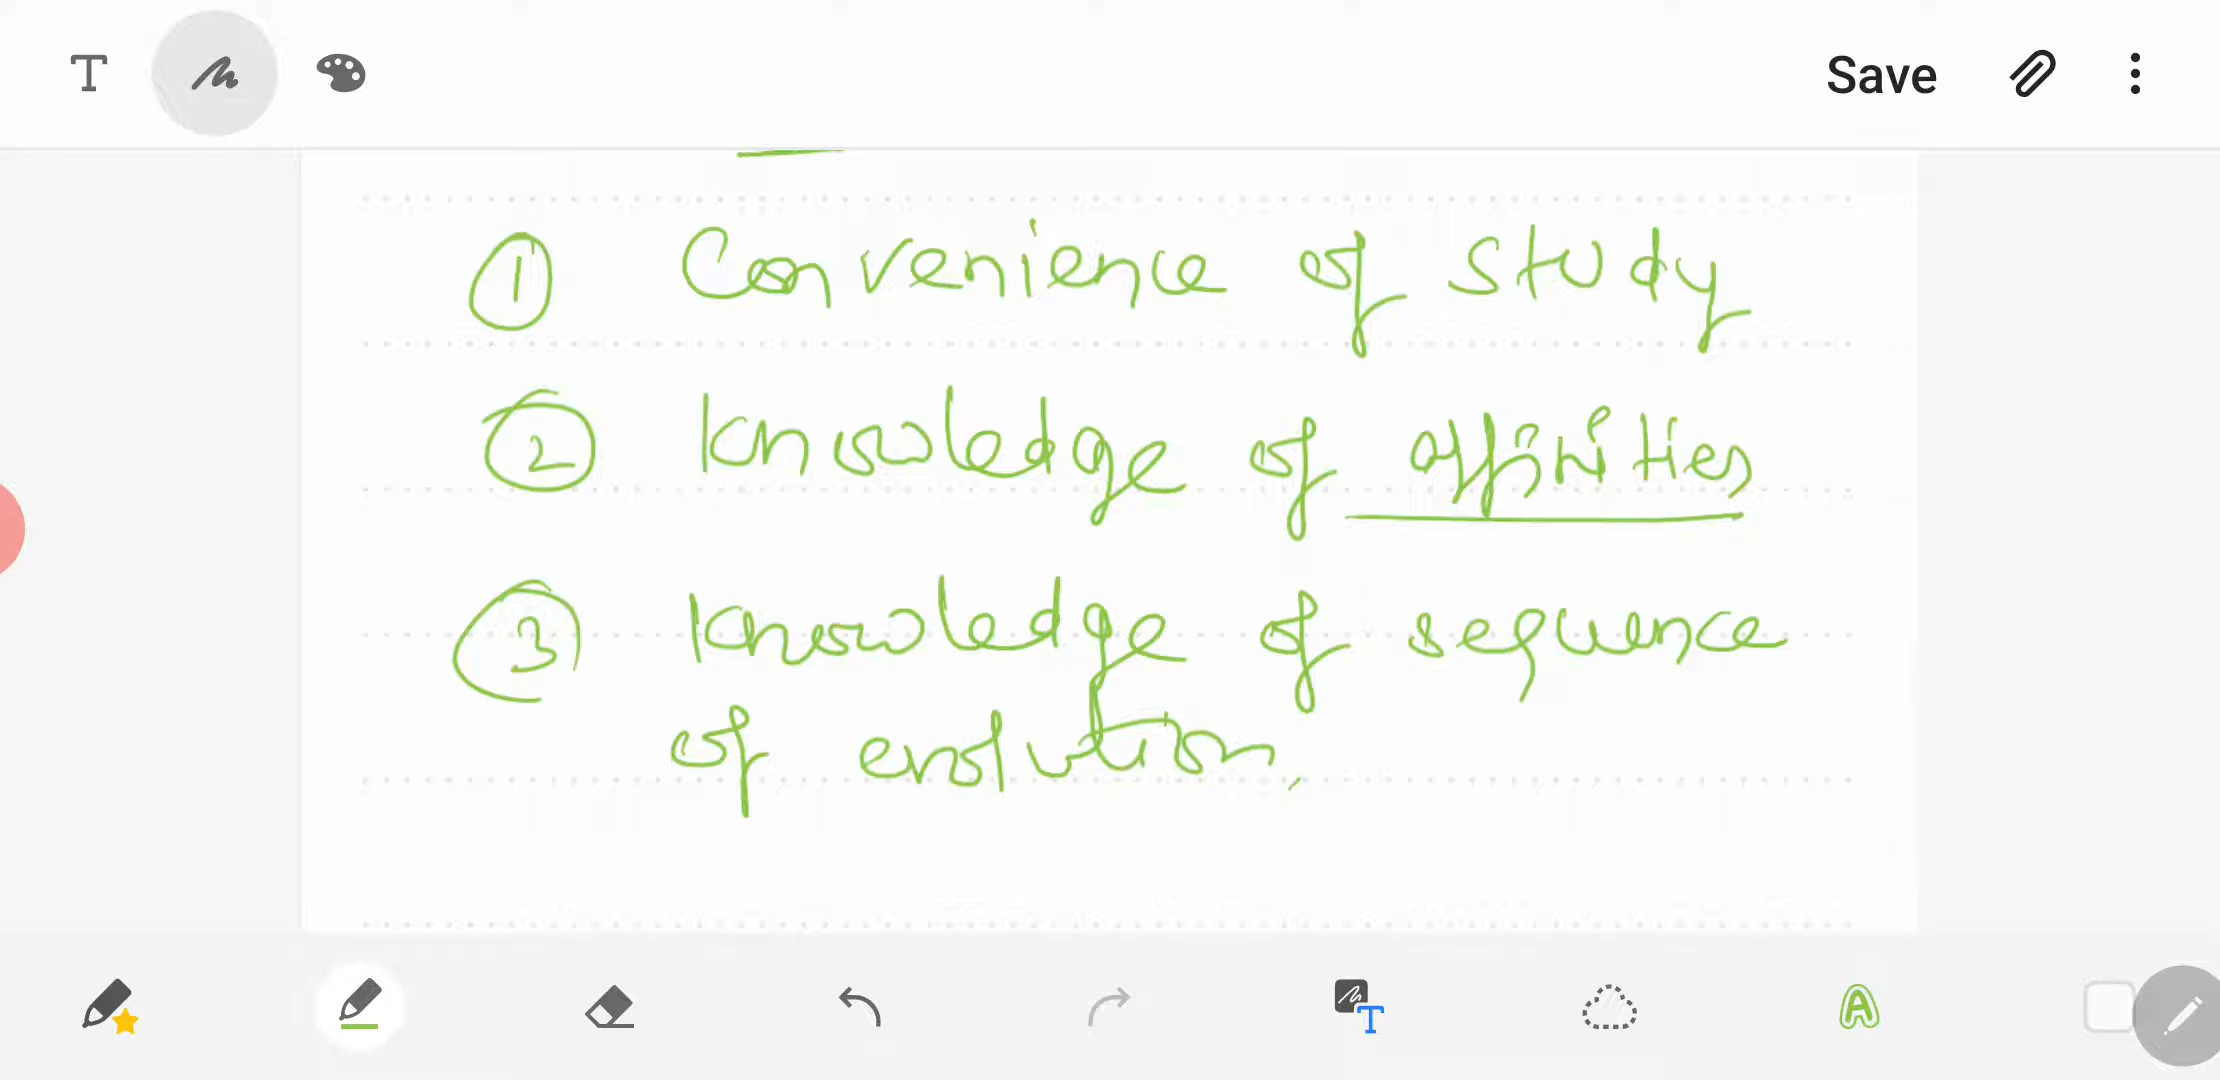 T Save
① Convenience of study
② Knowledge of affinities
③ Knowledge of sequence
of evolution.
T A